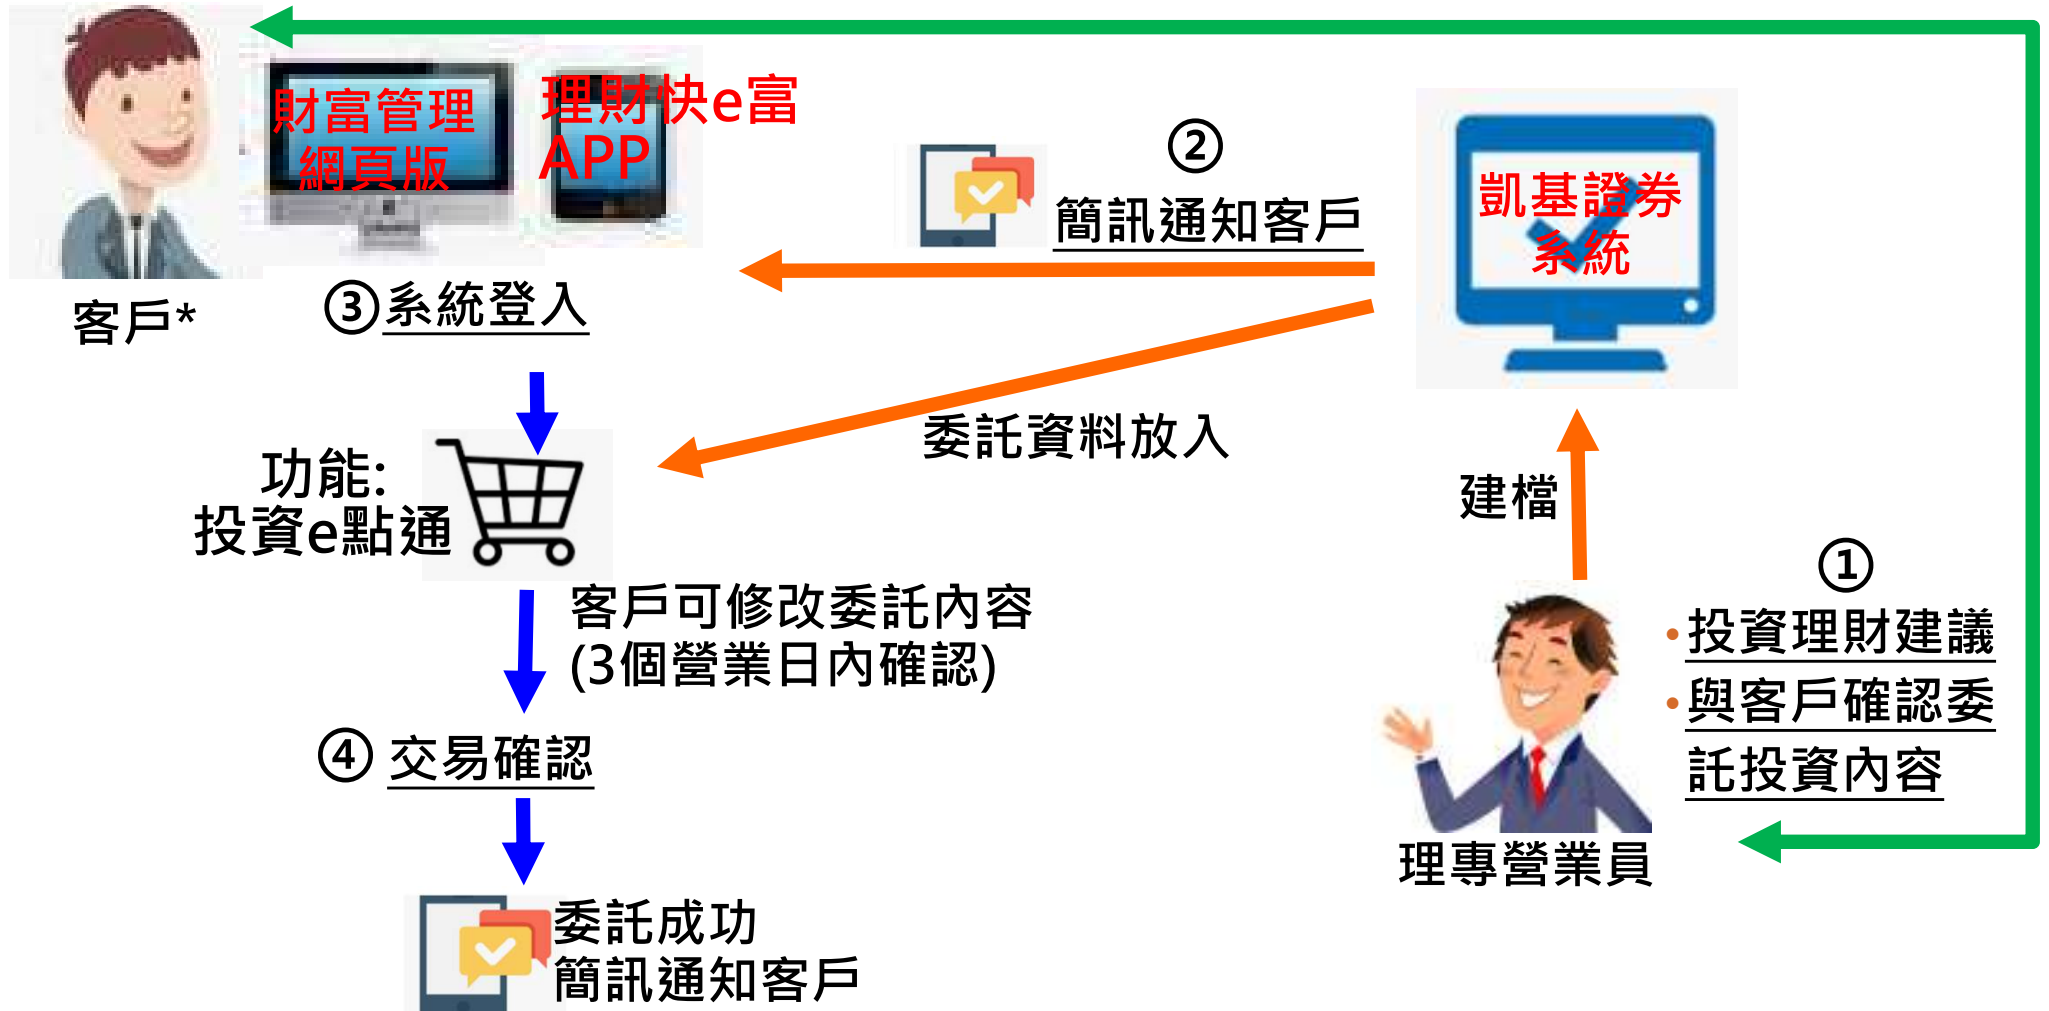 財富管理
網頁版
理財快e富
APP
客戶*
③系統登入
②
簡訊通知客戶
凱基證券
系統
委託資料放入
建檔
功能:
投資e點通
客戶可修改委託內容
(3個營業日內確認)
①
•投資理財建議
•與客戶確認委
託投資內容
理專營業員
④ 交易確認
委託成功
簡訊通知客戶